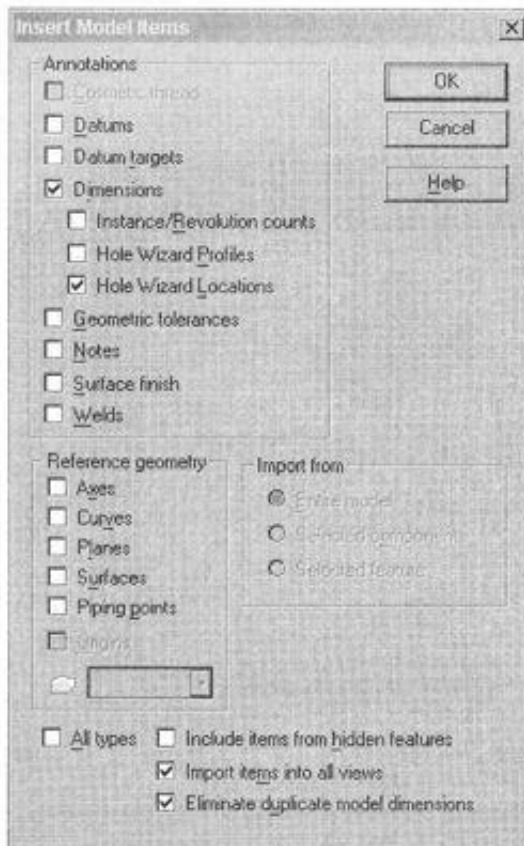 Insert Model Items
Annotations
Cosmetic thread
Datums
Datum targets
Dimensions
Instance/Revolution counts
Hole Wizard Profiles
Hole Wizard Locations
Geometric tolerances
Notes
Surface finish
Welds
OK
Cancel
Help
Reference geometry
Axes
Curves
Planes
Surfaces
Piping points
Import from
Entire model
Selected component
Selected feature
All types
Include items from hidden features
Import items into all views
Eliminate duplicate model dimensions